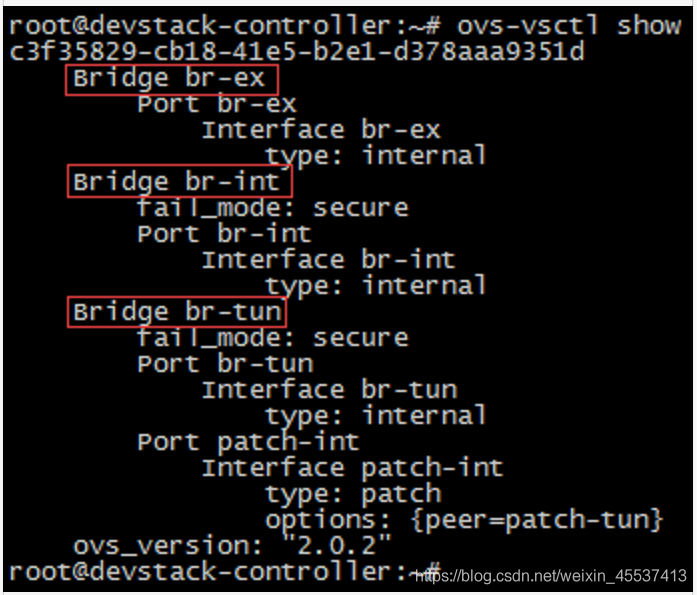 root@devstack-controller:~# ovs-vsctl show
c3f35829-cb18-41e5-b2e1-d378aaa9351d
    Bridge br-ex
        Port br-ex
            Interface br-ex
                type: internal
    Bridge br-int
        fail_mode: secure
        Port br-int
            Interface br-int
                type: internal
    Bridge br-tun
        fail_mode: secure
        Port br-tun
            Interface br-tun
                type: internal
        Port patch-int
            Interface patch-int
                type: patch
                options: {peer=patch-tun}
    ovs_version: "2.0.2"
root@devstack-controller:~#
https://blog.csdn.net/weixin_45537413